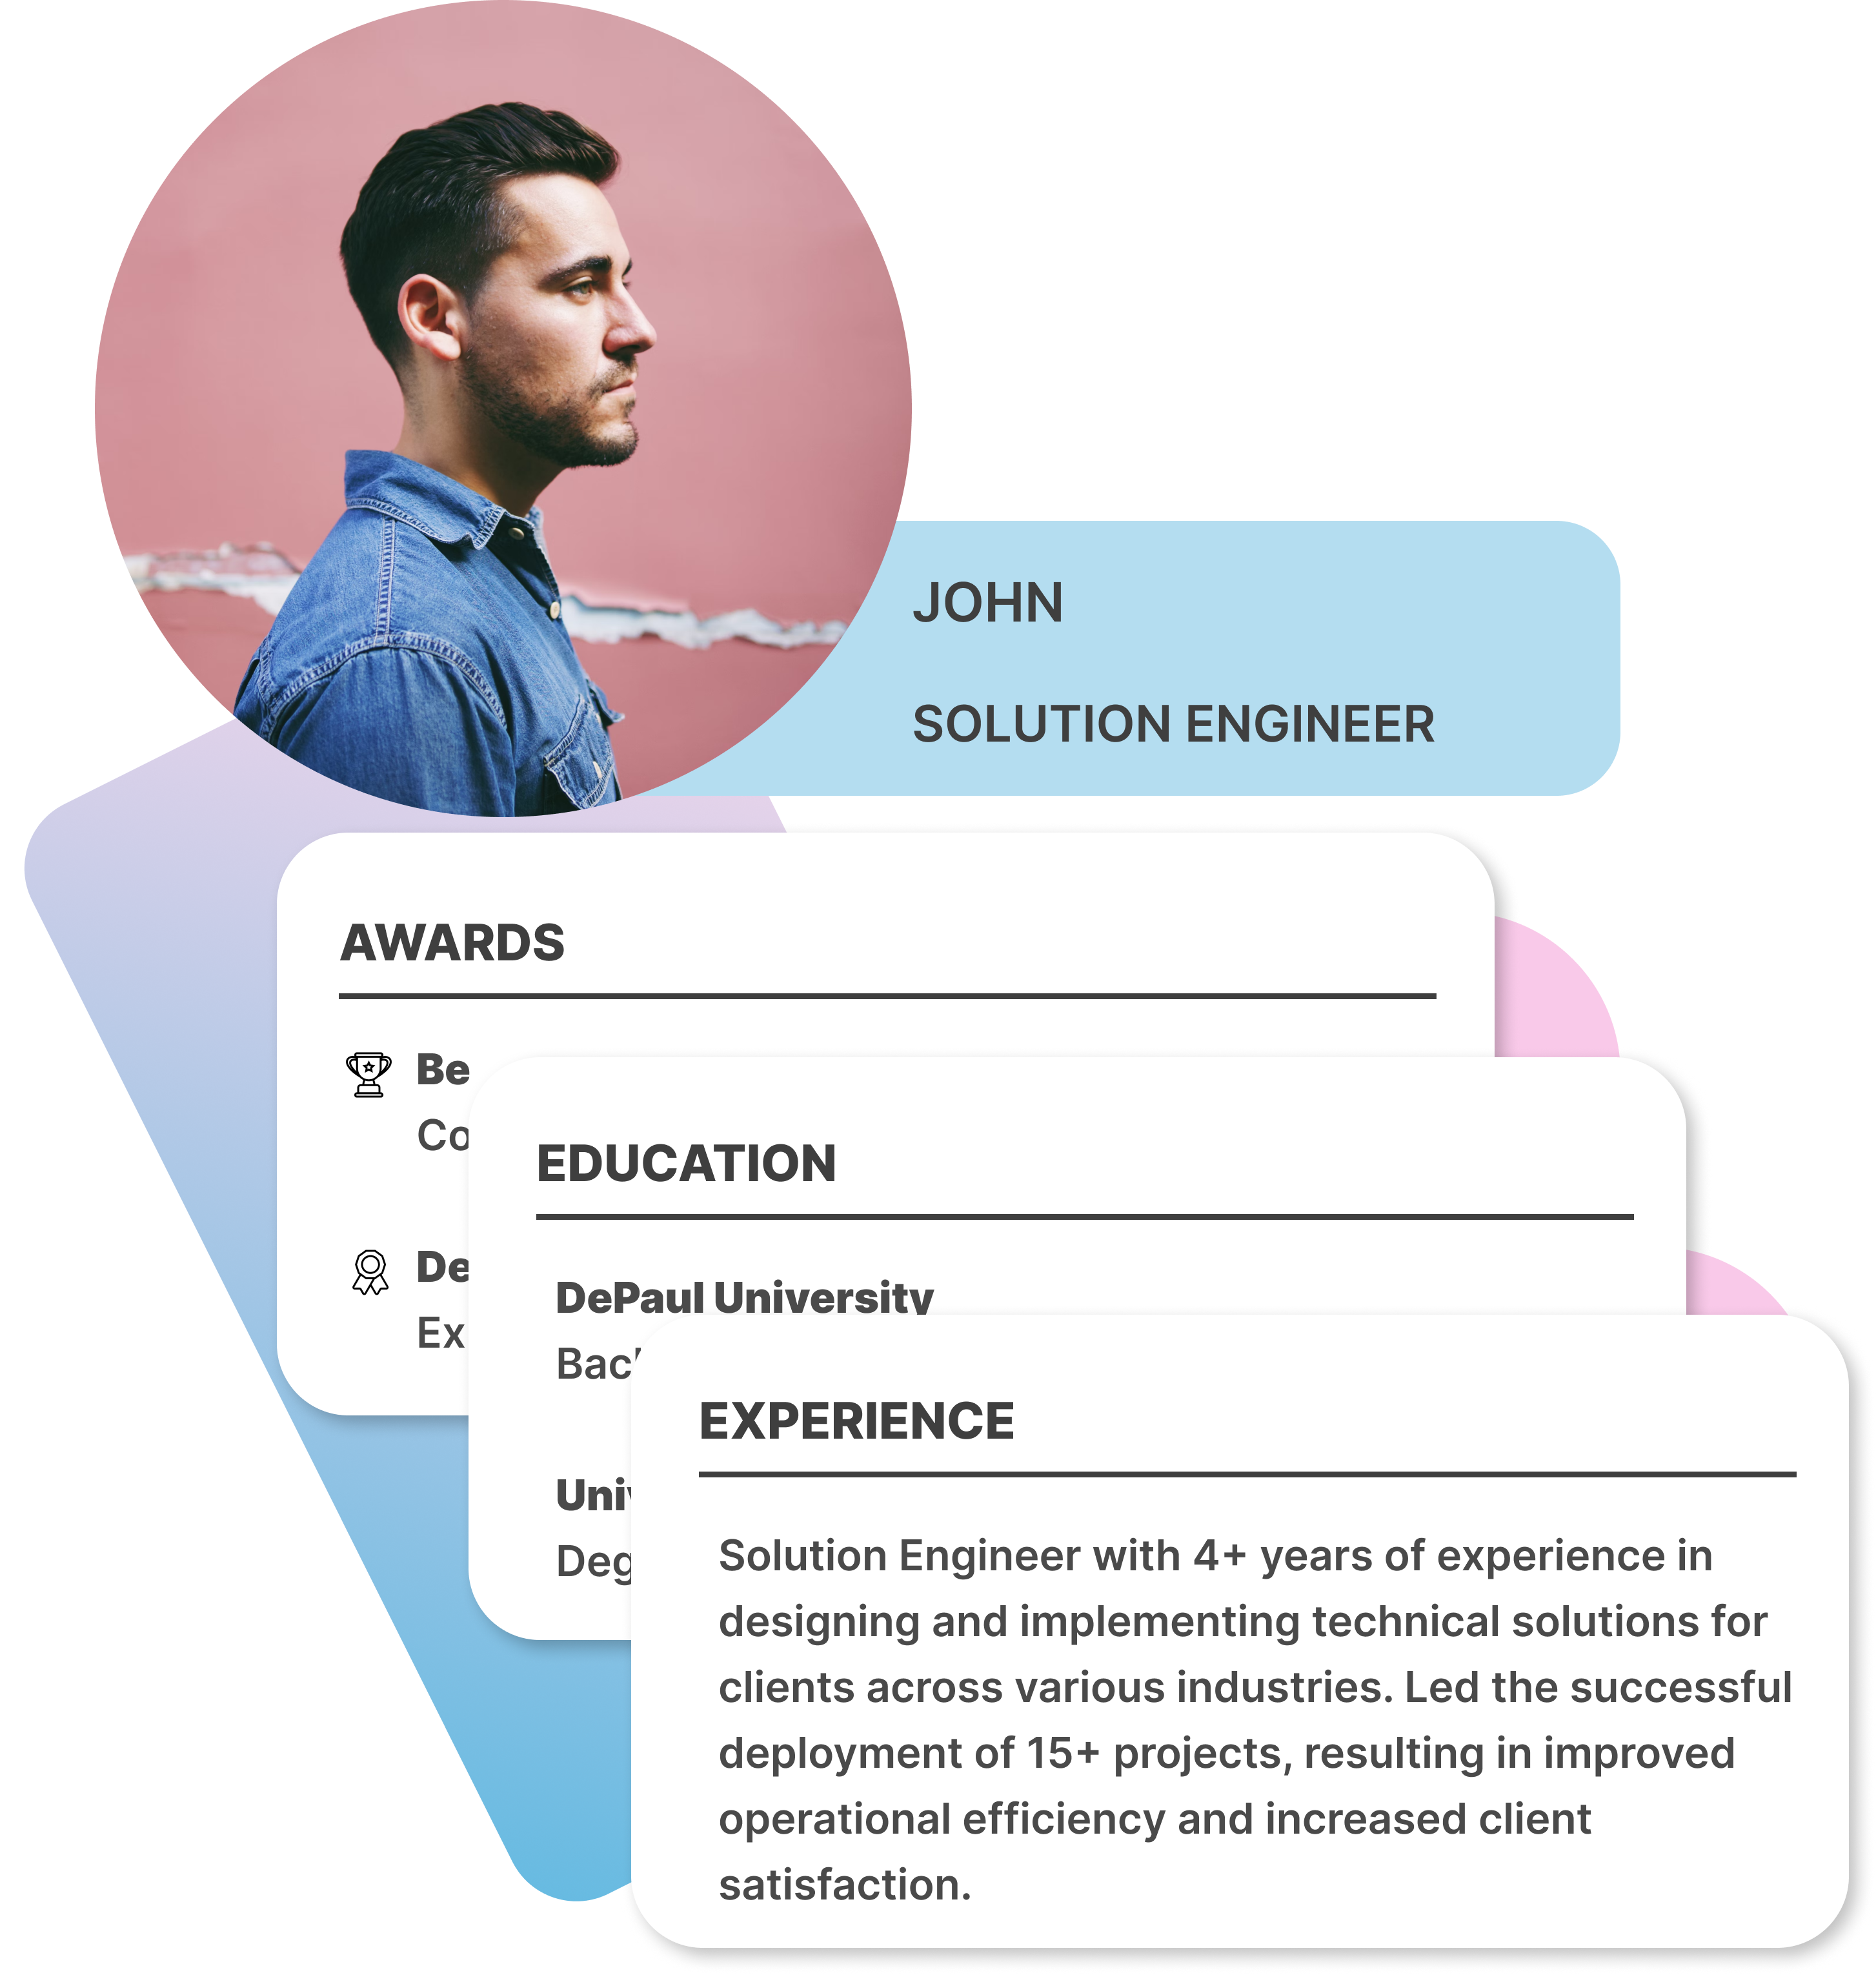 JOHN
SOLUTION ENGINEER
AWARDS
Be
Co
De
Ex
EDUCATION
DePaul University
Bac
Uni
Deg
EXPERIENCE
Solution Engineer with 4+ years of experience in
designing and implementing technical solutions for
clients across various industries. Led the successful
deployment of 15+ projects, resulting in improved
operational efficiency and increased client
satisfaction.